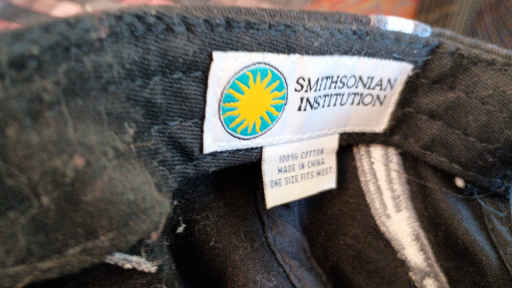 SMITHSONIAN
INSTITUTION
100% COTTON
MADE IN CHINA
ONE SIZE FITS MOST